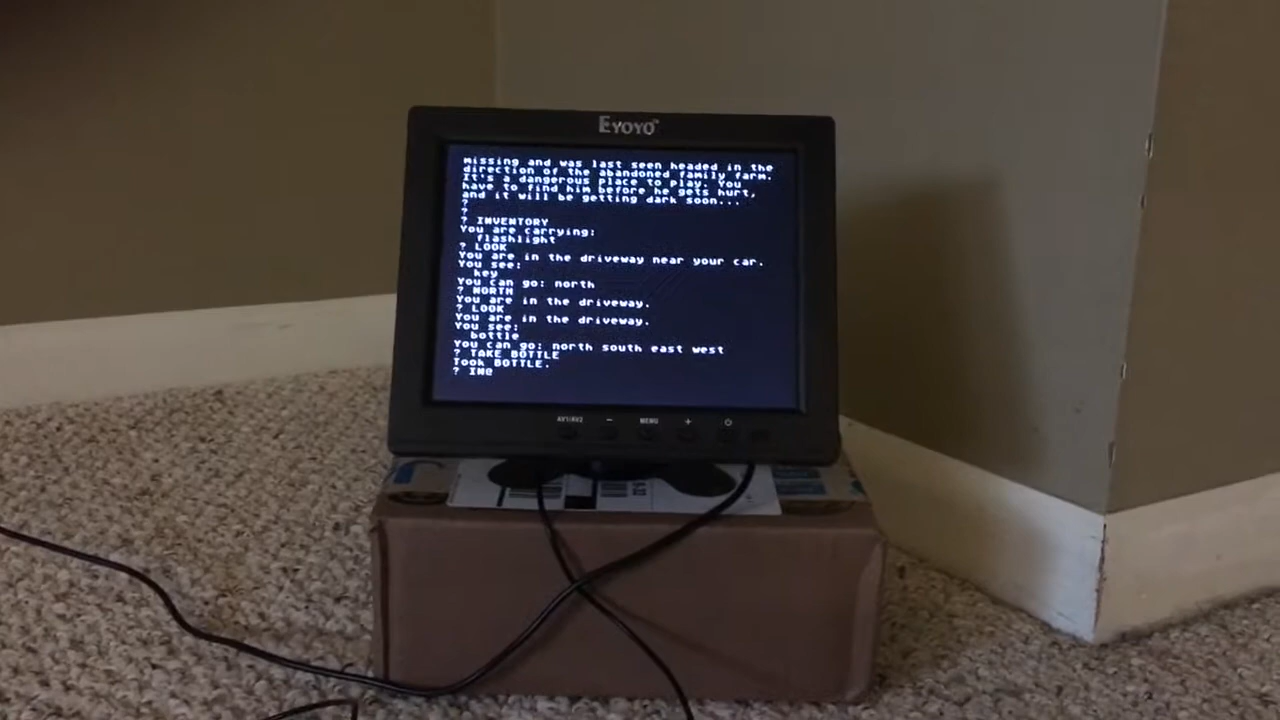 EYOYO
missing and was last seen headed in the
direction of the abandoned family farm.
It's a dangerous place to play. You
have to find him before he gets hurt,
and it will be getting dark soon...
?
?
? INVENTORY
You are carrying:
flashlight
? LOOK
You are in the driveway near your car.
You see:
key
You can go: north
? NORTH
You are in the driveway.
? LOOK
You are in the driveway.
You see:
bottle
You can go: north south east west
? TAKE BOTTLE
Took BOTTLE.
? IN@
AV1/AV2 - MENU +